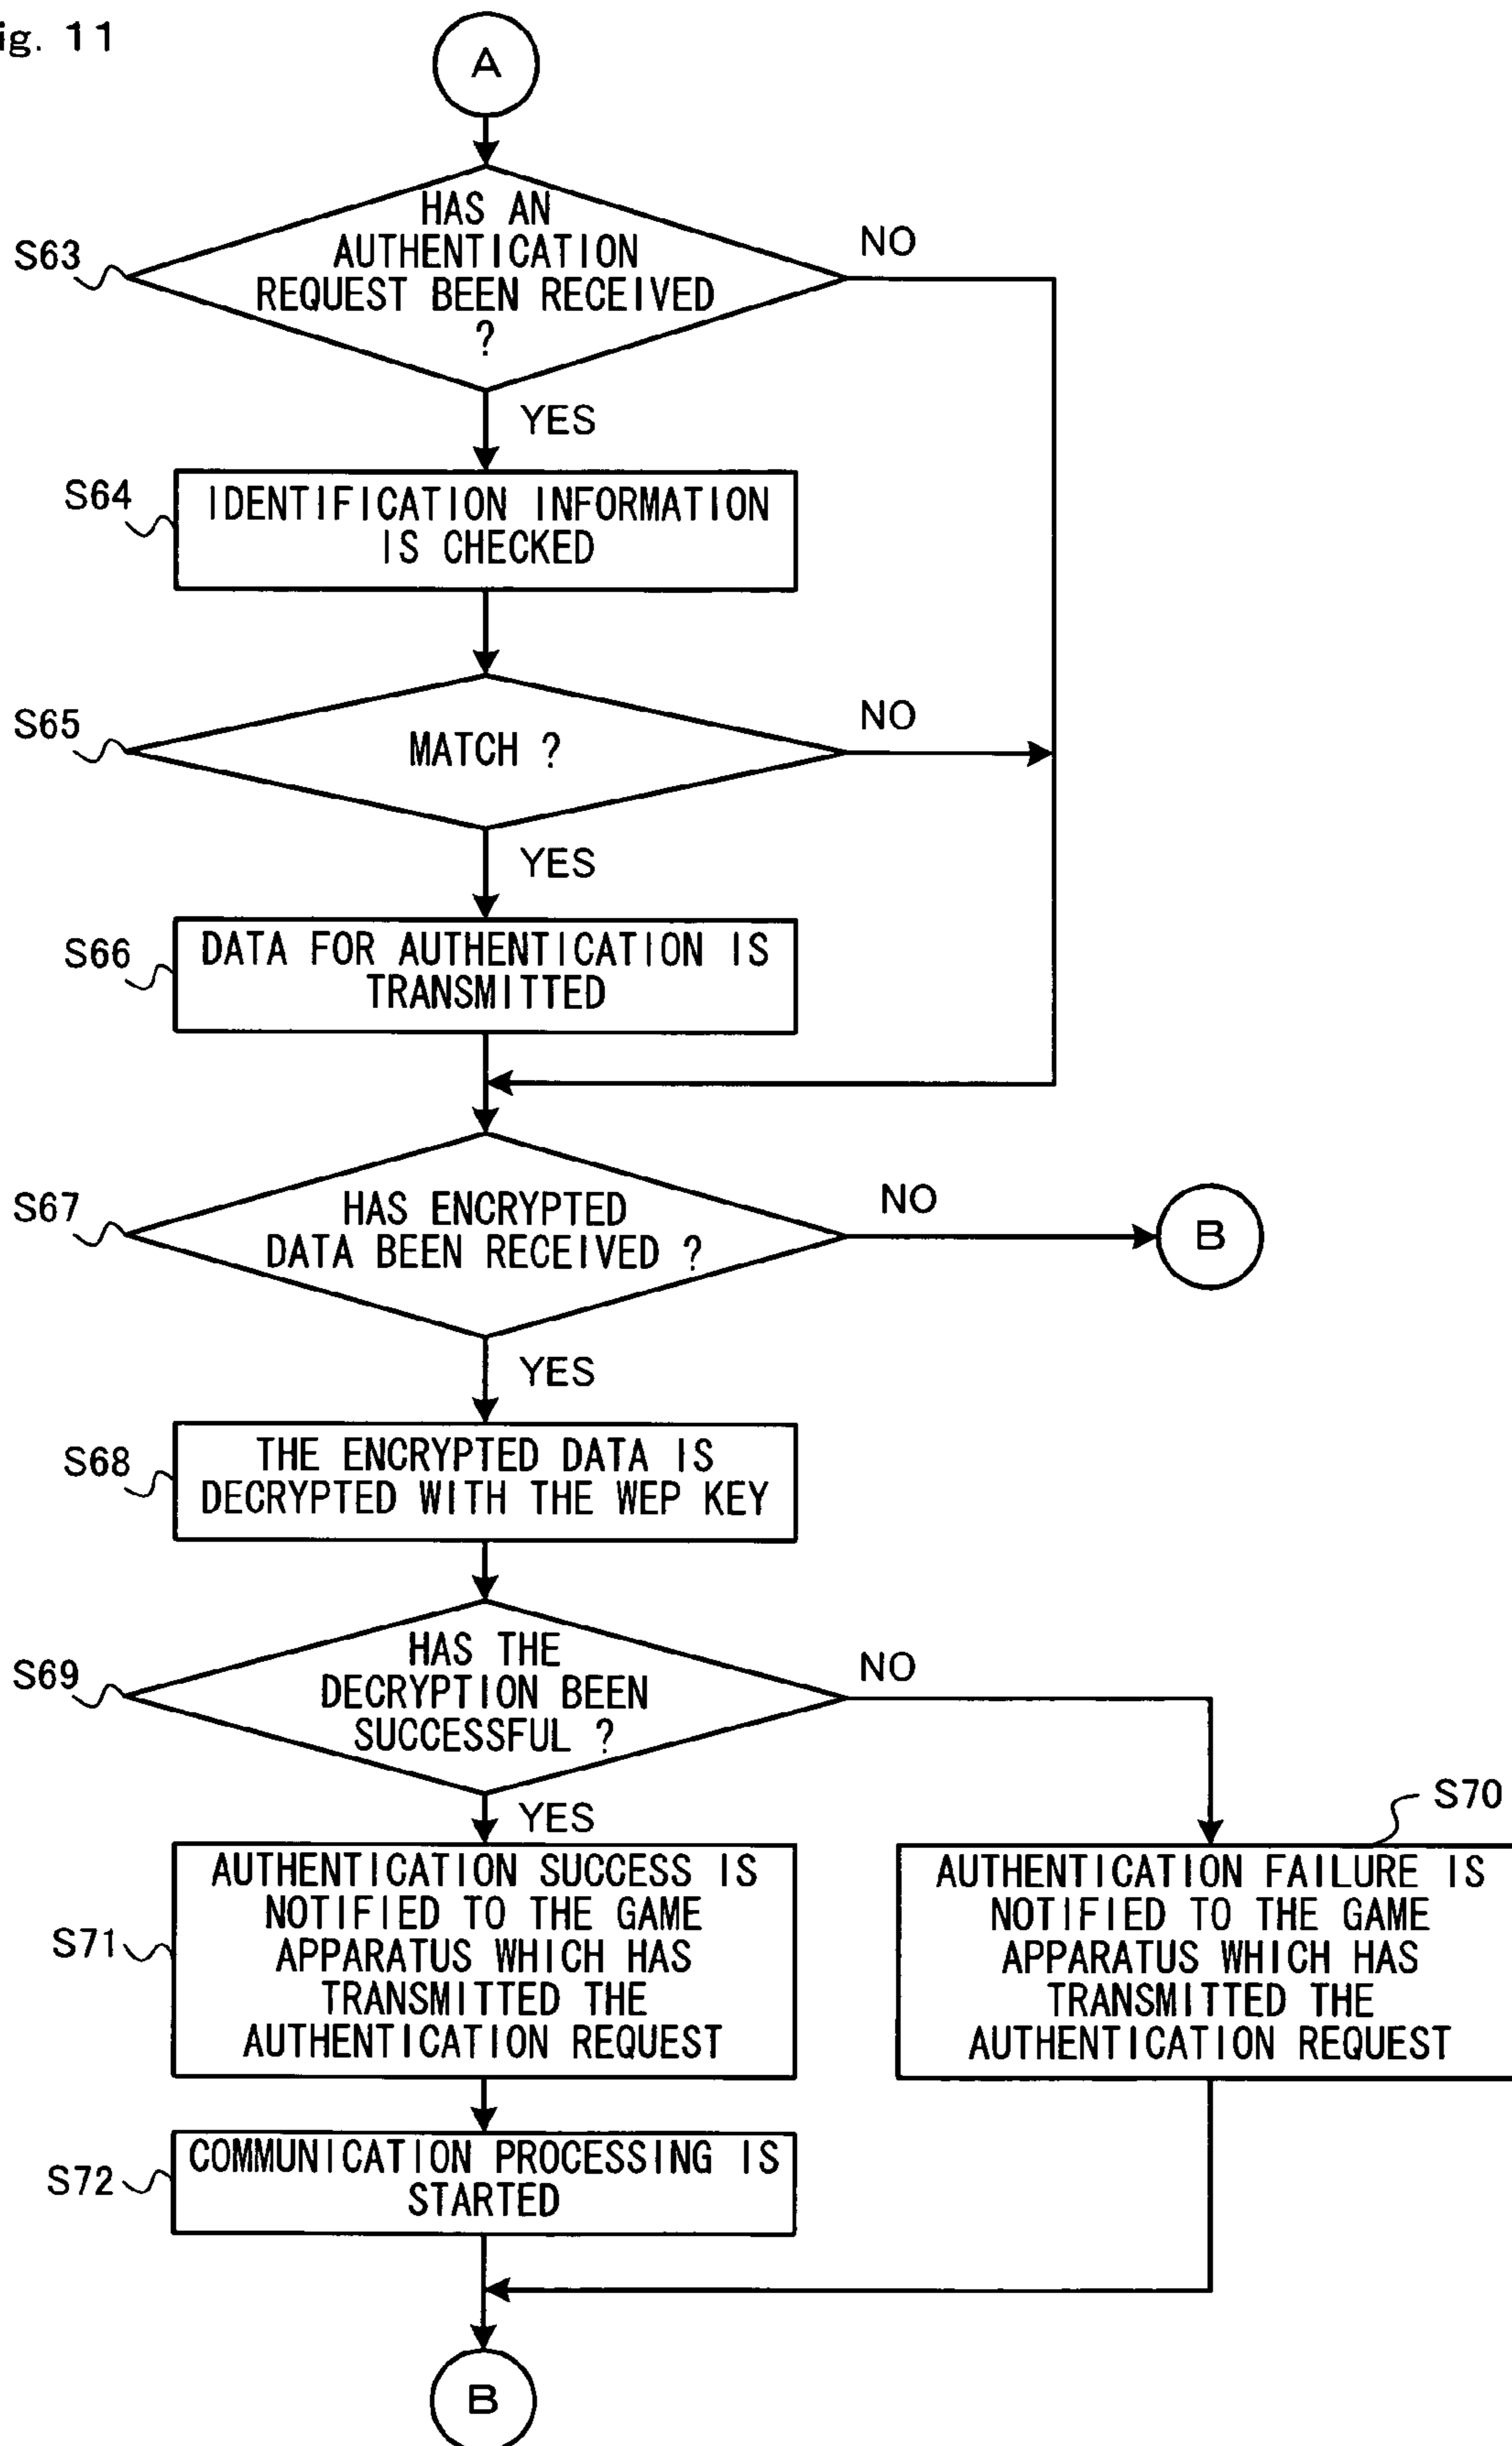 ig. 11
A
S63
HAS AN
AUTHENTICATION
REQUEST BEEN RECEIVED
?
NO
YES
S64
IDENTIFICATION INFORMATION
IS CHECKED
S65
MATCH ?
NO
YES
S66
DATA FOR AUTHENTICATION IS
TRANSMITTED
S67
HAS ENCRYPTED
DATA BEEN RECEIVED ?
NO
B
YES
S68
THE ENCRYPTED DATA IS
DECRYPTED WITH THE WEP KEY
S69
HAS THE
DECRYPTION BEEN
SUCCESSFUL ?
NO
YES
S71
AUTHENTICATION SUCCESS IS
NOTIFIED TO THE GAME
APPARATUS WHICH HAS
TRANSMITTED THE
AUTHENTICATION REQUEST
S70
AUTHENTICATION FAILURE IS
NOTIFIED TO THE GAME
APPARATUS WHICH HAS
TRANSMITTED THE
AUTHENTICATION REQUEST
S72
COMMUNICATION PROCESSING IS
STARTED
B